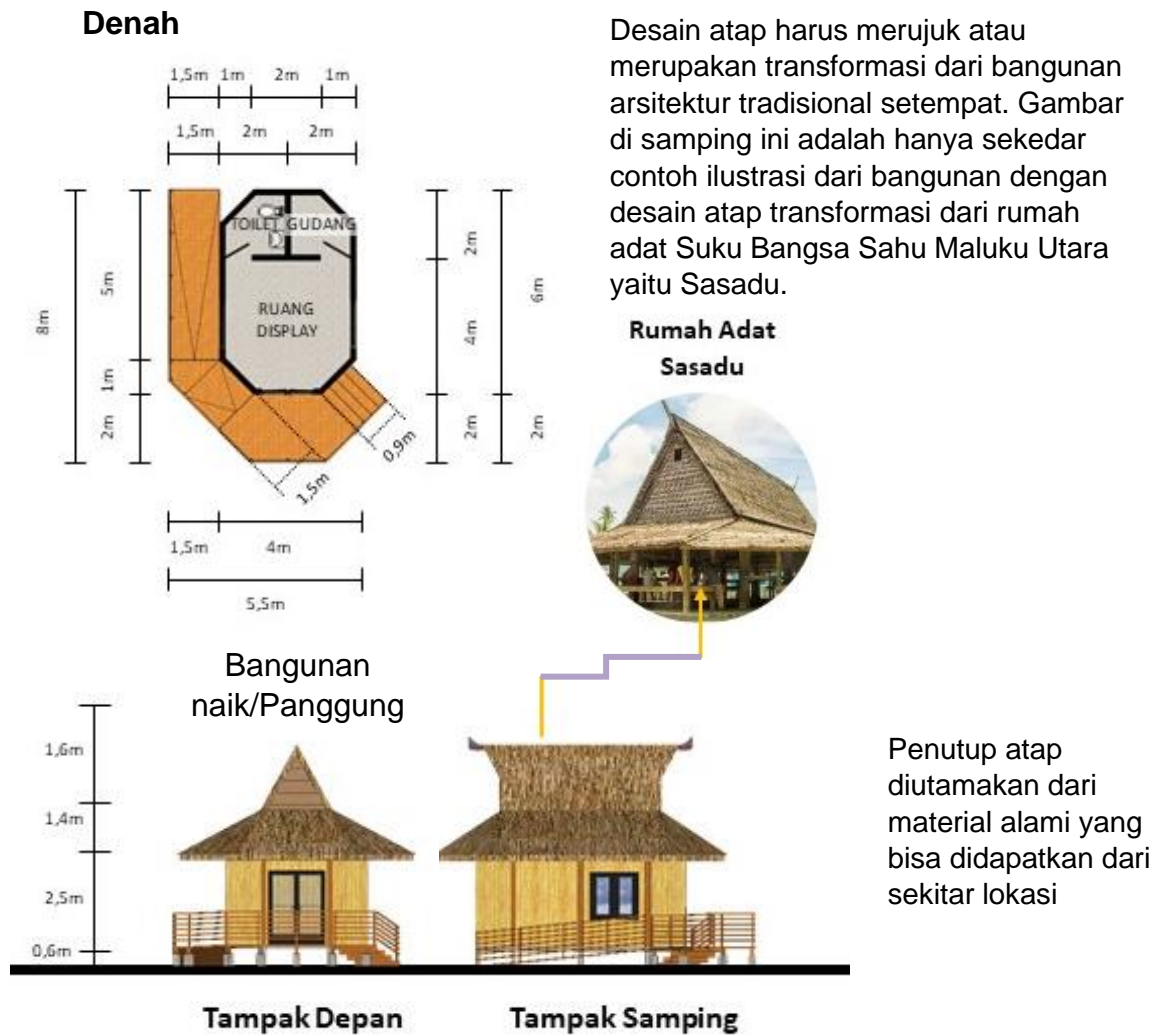 Denah
1,5m 1m 2m 1m
1,5m 2m 2m
8m
5m
1m
2m
TOILET GUDANG
RUANG
DISPLAY
2m
4m
2m
6m
2m
0,9m
1,5m
1,5m 4m
5,5m
Desain atap harus merujuk atau
merupakan transformasi dari bangunan
arsitektur tradisional setempat. Gambar
di samping ini adalah hanya sekedar
contoh ilustrasi dari bangunan dengan
desain atap transformasi dari rumah
adat Suku Bangsa Sahu Maluku Utara
yaitu Sasadu.
Rumah Adat
Sasadu
Bangunan
naik/Panggung
1,6m
1,4m
2,5m
0,6m
Penutup atap
diutamakan dari
material alami yang
bisa didapatkan dari
sekitar lokasi
Tampak Depan
Tampak Samping